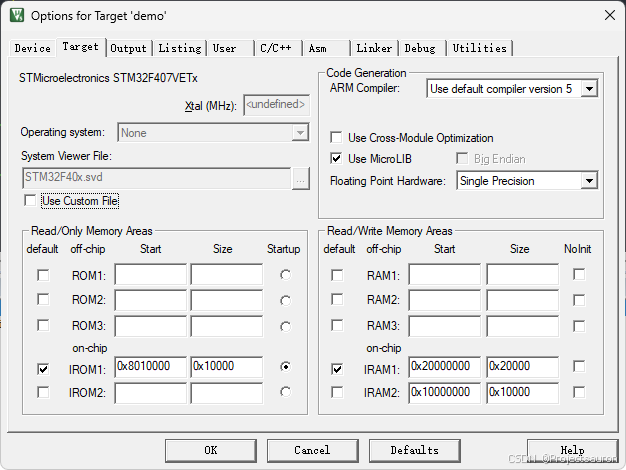 Options for Target 'demo'
Device Target Output Listing User C/C++ Asm Linker Debug Utilities
STMicroelectronics STM32F407VETx
Xtal (MHz): <undefined>
Operating system: None
System Viewer File:
STM32F40x.svd ...
Use Custom File
Code Generation
ARM Compiler: Use default compiler version 5
Use Cross-Module Optimization
Use MicroLIB Big Endian
Floating Point Hardware: Single Precision
Read/Only Memory Areas
default off-chip Start Size Startup
ROM1:
ROM2:
ROM3:
on-chip
IROM1: 0x8010000 0x10000
IROM2:
Read/Write Memory Areas
default off-chip Start Size NoInit
RAM1:
RAM2:
RAM3:
on-chip
IRAM1: 0x20000000 0x20000
IRAM2: 0x10000000 0x10000
OK Cancel Defaults Help
CSDN @Projectsauron